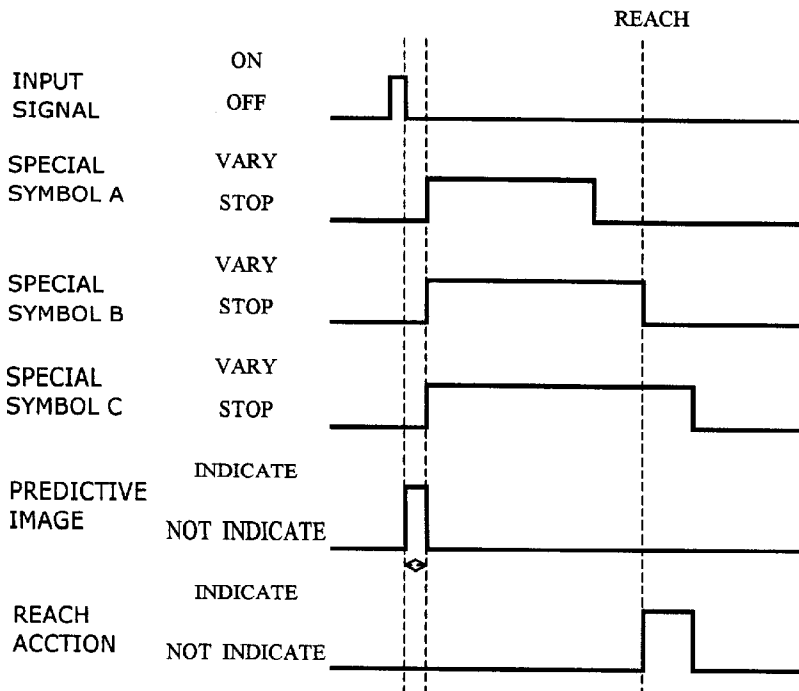 REACH
INPUT
SIGNAL
ON
OFF
SPECIAL
SYMBOL A
VARY
STOP
SPECIAL
SYMBOL B
VARY
STOP
SPECIAL
SYMBOL C
VARY
STOP
PREDICTIVE
IMAGE
INDICATE
NOT INDICATE
REACH
ACCTION
INDICATE
NOT INDICATE